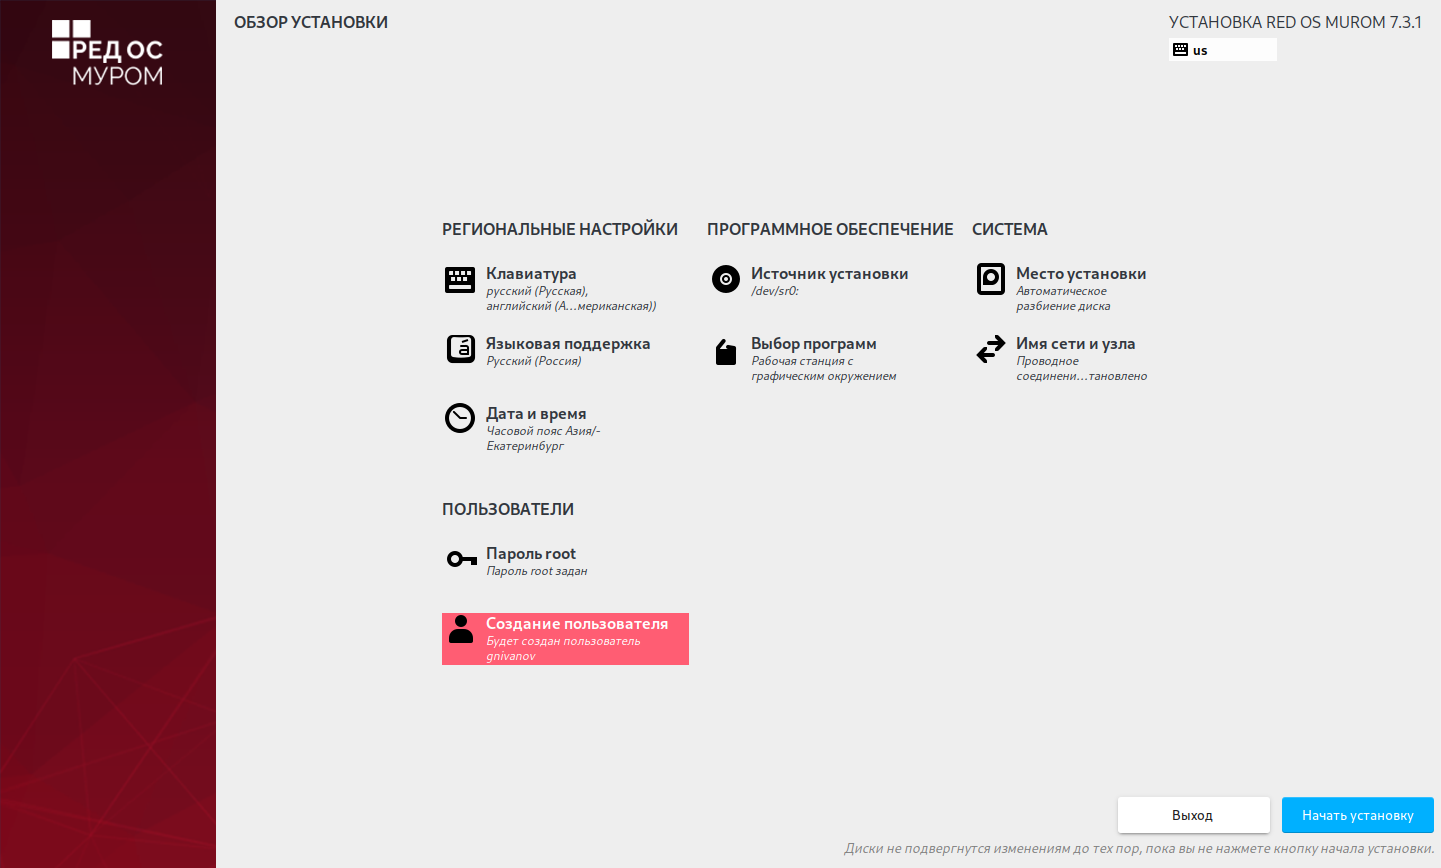 РЕД ОС
МУРОМ
ОБЗОР УСТАНОВКИ
УСТАНОВКА RED OS MUROM 7.3.1
us
РЕГИОНАЛЬНЫЕ НАСТРОЙКИ
Клавиатура
русский (Русская),
английский (А…мериканская))
Языковая поддержка
Русский (Россия)
Дата и время
Часовой пояс Азия/-
Екатеринбург
ПРОГРАММНОЕ ОБЕСПЕЧЕНИЕ
Источник установки
/dev/sr0:
Выбор программ
Рабочая станция с
графическим окружением
СИСТЕМА
Место установки
Автоматическое
разбиение диска
Имя сети и узла
Проводное
соединени…тановлено
ПОЛЬЗОВАТЕЛИ
Пароль root
Пароль root задан
Создание пользователя
Будет создан пользователь
gnivanov
Выход
Начать установку
Диски не подвергнутся изменениям до тех пор, пока вы не нажмете кнопку начала установки.